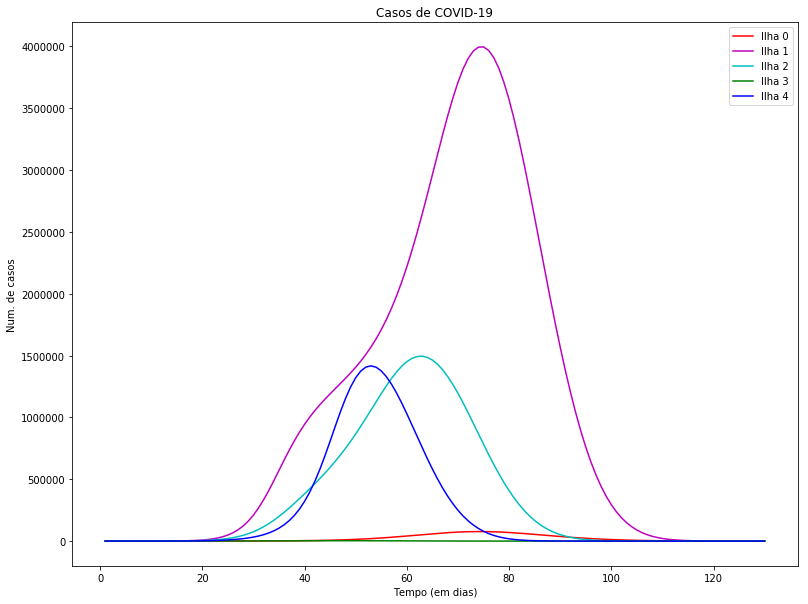 Casos de COVID-19
Ilha 0
Ilha 1
Ilha 2
Ilha 3
Ilha 4
4000000
3500000
3000000
2500000
2000000
1500000
1000000
500000
0
Num. de casos
0 20 40 60 80 100 120
Tempo (em dias)